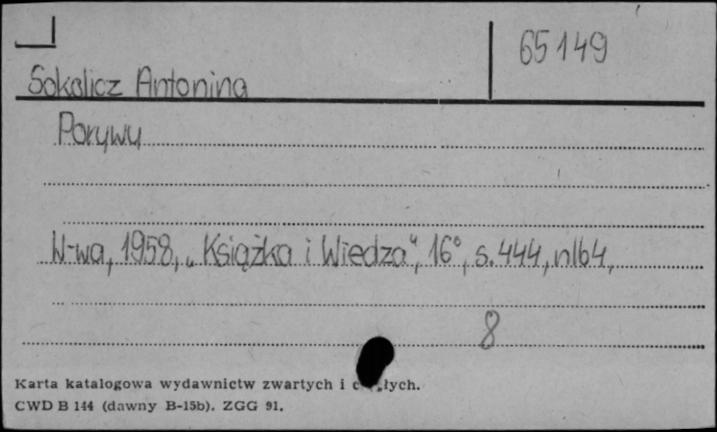 65149
Sokolicz Antonina
Porywy
W-wa, 1958, „Książka i Wiedza", 16°, s. 444, nlb4,
8
Karta katalogowa wydawnictw zwartych i
CWD B 144 (dawny B-15b). ZGG 91.